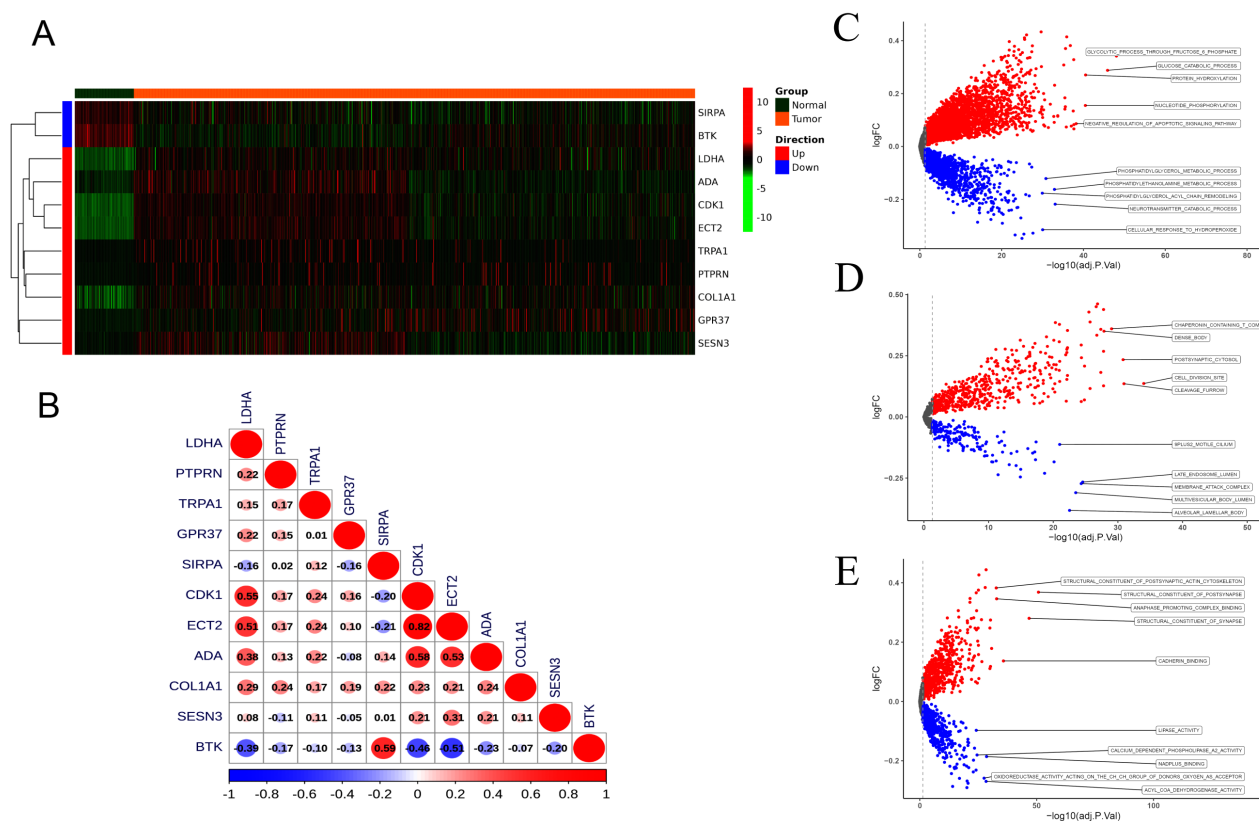 A
Group
Normal
Tumor
Direction
Up
Down
10
5
0
-5
-10
SIRPA
BTK
LDHA
ADA
CDK1
ECT2
TRPA1
PTPRN
COL1A1
GPR37
SESN3
B
LDHA
PTPRN
TRPA1
GPR37
SIRPA
CDK1
ECT2
ADA
COL1A1
SESN3
BTK
LDHA
PTPRN 0.22
TRPA1 0.15 0.17
GPR37 0.22 0.15 0.01
SIRPA -0.16 0.02 0.12 -0.16
CDK1 0.55 0.17 0.24 0.16 -0.20
ECT2 0.51 0.17 0.24 0.10 -0.21 0.82
ADA 0.38 0.13 0.22 -0.08 0.14 0.58 0.53
COL1A1 0.29 0.24 0.17 0.19 0.22 0.23 0.21 0.24
SESN3 0.08 -0.11 0.11 -0.05 0.01 0.21 0.31 0.21 0.11
BTK -0.39 -0.17 -0.10 -0.13 0.59 -0.46 -0.51 -0.23 -0.07 -0.20
-1 -0.8 -0.6 -0.4 -0.2 0 0.2 0.4 0.6 0.8 1
C
logFC
0.4
0.2
0.0
−0.2
GLYCOLYTIC_PROCESS_THROUGH_FRUCTOSE_6_PHOSPHATE
GLUCOSE_CATABOLIC_PROCESS
PROTEIN_HYDROXYLATION
NUCLEOTIDE_PHOSPHORYLATION
NEGATIVE_REGULATION_OF_APOPTOTIC_SIGNALING_PATHWAY
PHOSPHATIDYLGLYCEROL_METABOLIC_PROCESS
PHOSPHATIDYLETHANOLAMINE_METABOLIC_PROCESS
PHOSPHATIDYLGLYCEROL_ACYL_CHAIN_REMODELING
NEUROTRANSMITTER_CATABOLIC_PROCESS
CELLULAR_RESPONSE_TO_HYDROPEROXIDE
0 20 40 60 80
−log10(adj.P.Val)
D
logFC
0.50
0.25
0.00
−0.25
CHAPERONIN_CONTAINING_T_COM
DENSE_BODY
POSTSYNAPTIC_CYTOSOL
CELL_DIVISION_SITE
CLEAVAGE_FURROW
9PLUS2_MOTILE_CILIUM
LATE_ENDOSOME_LUMEN
MEMBRANE_ATTACK_COMPLEX
MULTIVESICULAR_BODY_LUMEN
ALVEOLAR_LAMELLAR_BODY
0 10 20 30 40 50
−log10(adj.P.Val)
E
logFC
0.4
0.2
0.0
−0.2
STRUCTURAL_CONSTITUENT_OF_POSTSYNAPTIC_ACTIN_CYTOSKELETON
STRUCTURAL_CONSTITUENT_OF_POSTSYNAPSE
ANAPHASE_PROMOTING_COMPLEX_BINDING
STRUCTURAL_CONSTITUENT_OF_SYNAPSE
CADHERIN_BINDING
LIPASE_ACTIVITY
CALCIUM_DEPENDENT_PHOSPHOLIPASE_A2_ACTIVITY
NADPLUS_BINDING
OXIDOREDUCTASE_ACTIVITY_ACTING_ON_THE_CH_CH_GROUP_OF_DONORS_OXYGEN_AS_ACCEPTOR
ACYL_COA_DEHYDROGENASE_ACTIVITY
0 50 100
−log10(adj.P.Val)